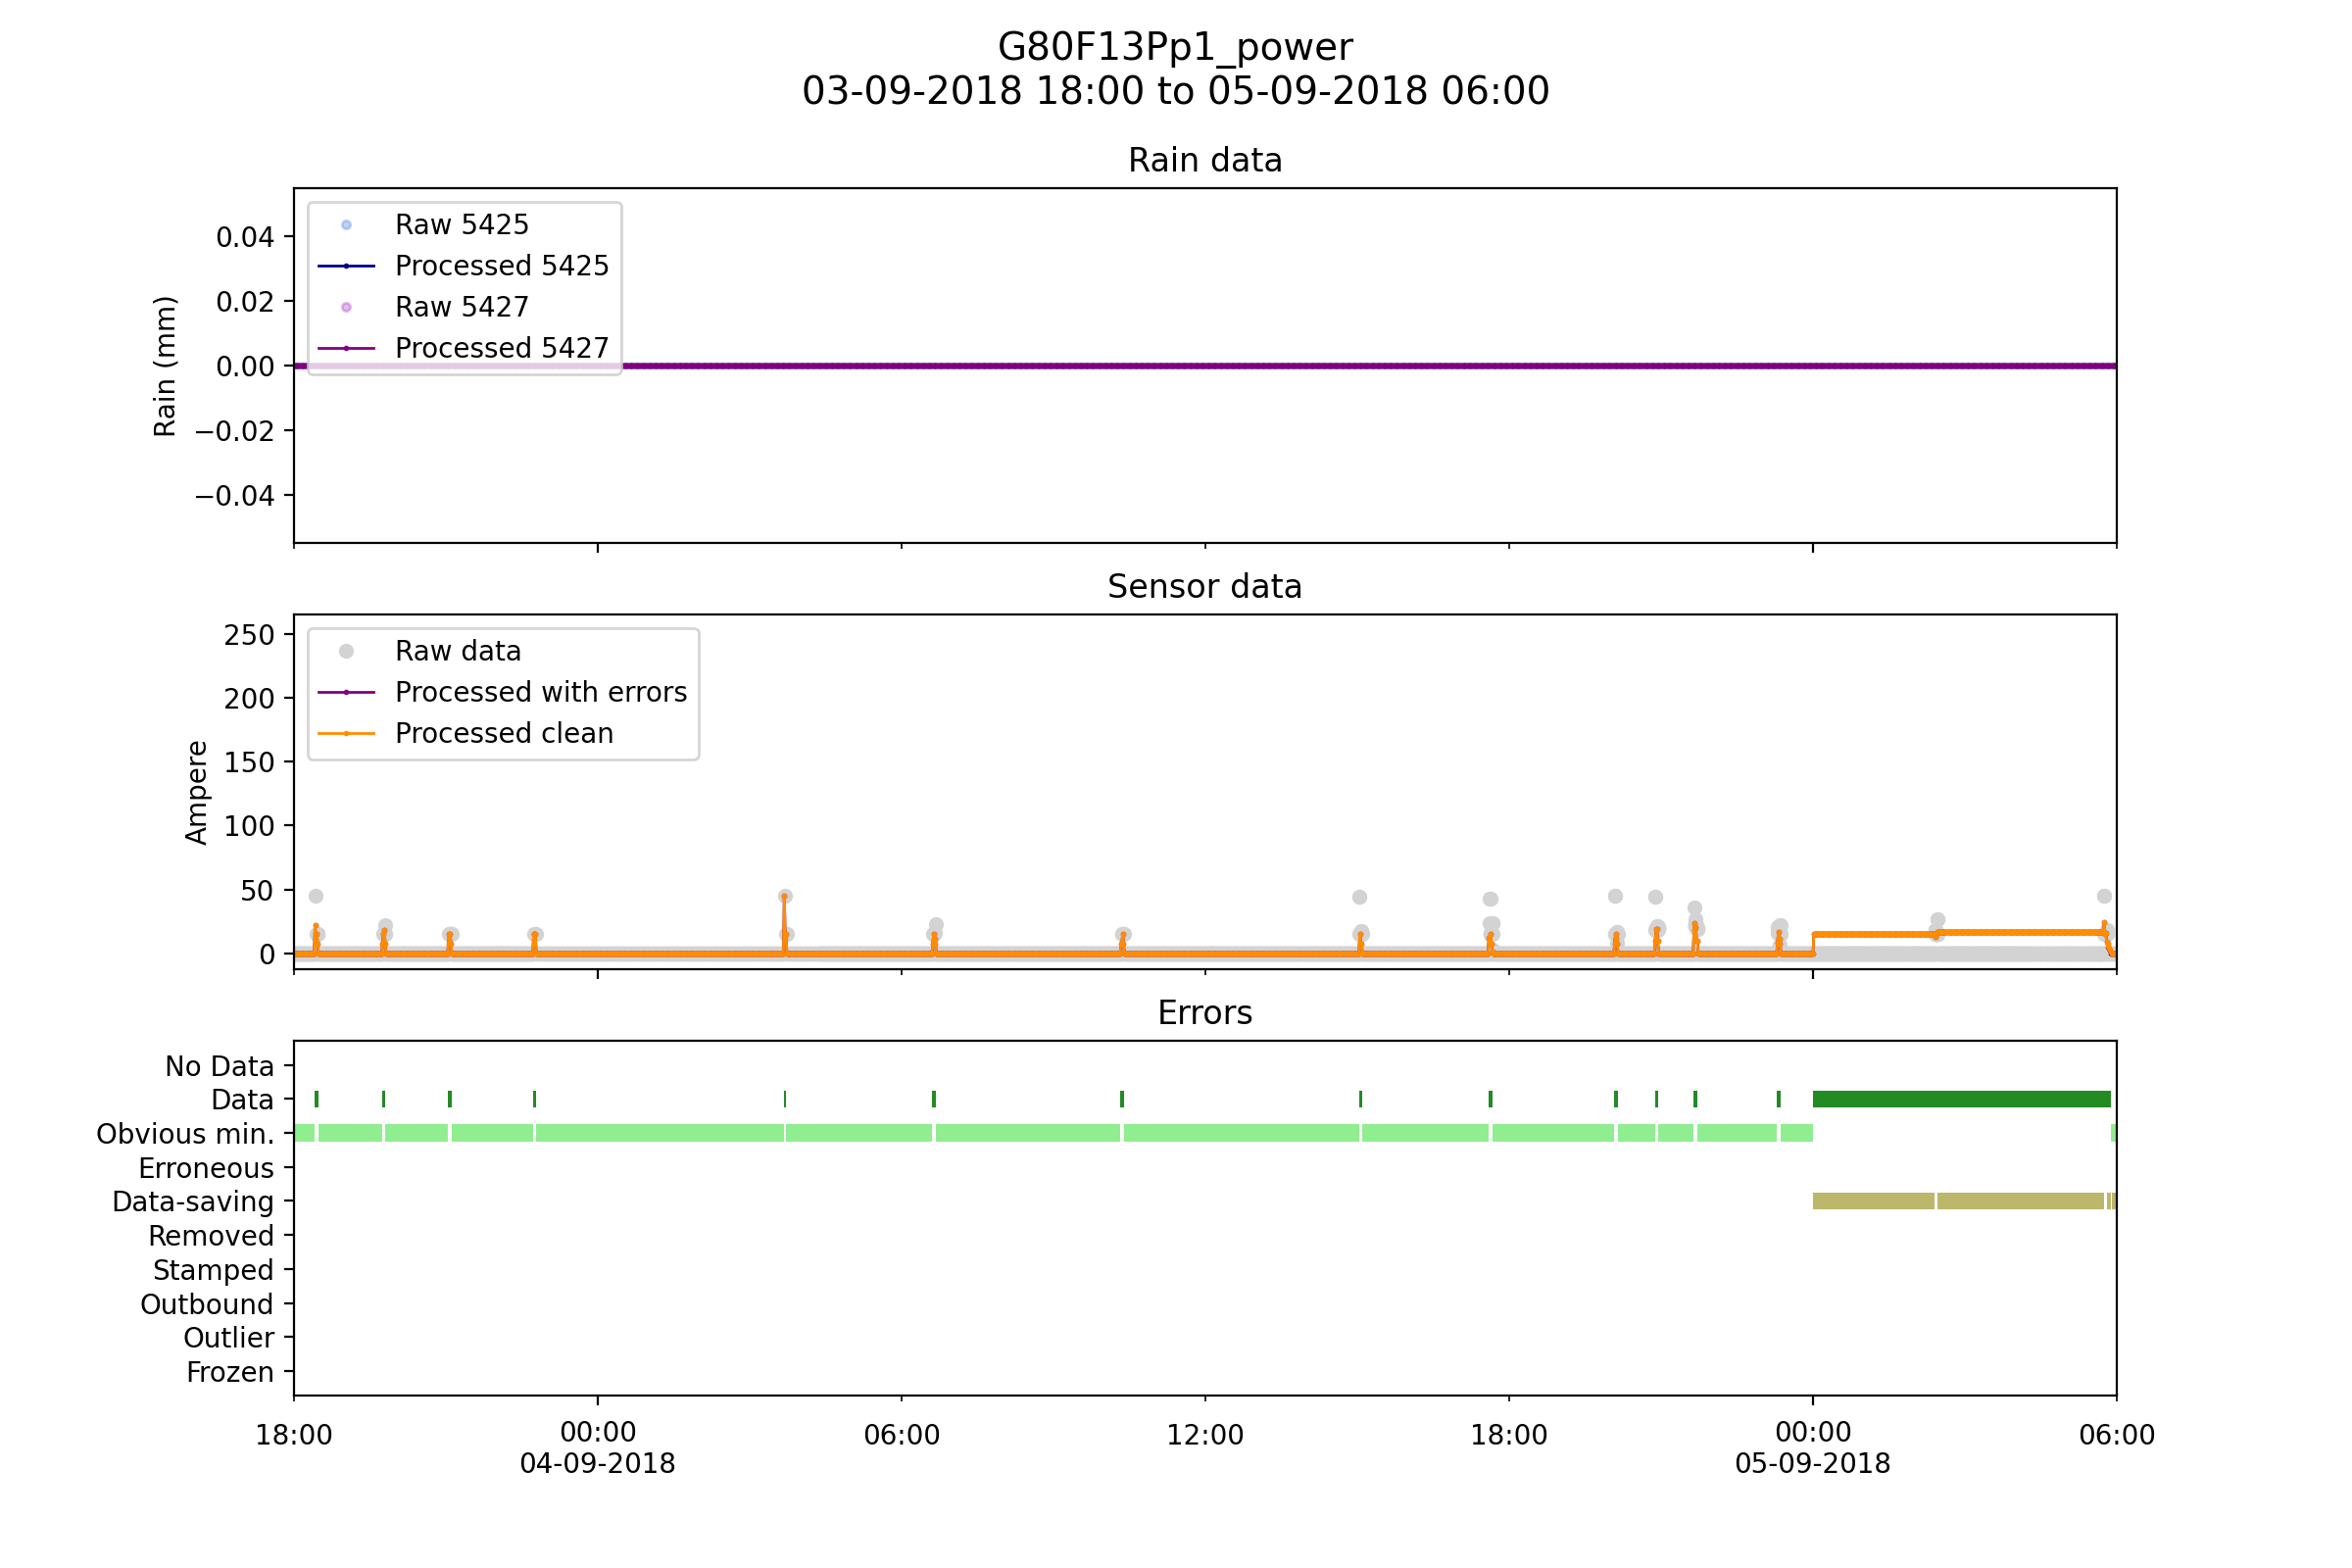 G80F13Pp1_power
03-09-2018 18:00 to 05-09-2018 06:00
Rain data
Rain (mm)
0.04
0.02
0.00
−0.02
−0.04
Raw 5425
Processed 5425
Raw 5427
Processed 5427
Sensor data
Ampere
250
200
150
100
50
0
Raw data
Processed with errors
Processed clean
Errors
No Data
Data
Obvious min.
Erroneous
Data-saving
Removed
Stamped
Outbound
Outlier
Frozen
18:00
00:00
04-09-2018
06:00
12:00
18:00
00:00
05-09-2018
06:00